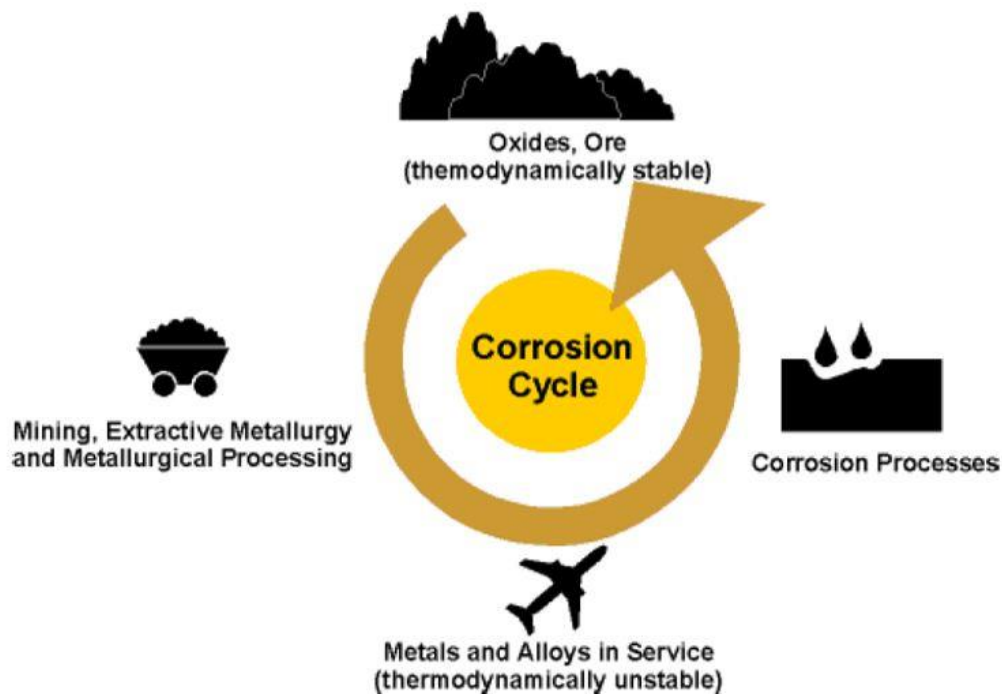 Oxides, Ore
(themodynamically stable)
Corrosion
Cycle
Mining, Extractive Metallurgy
and Metallurgical Processing
Corrosion Processes
Metals and Alloys in Service
(thermodynamically unstable)